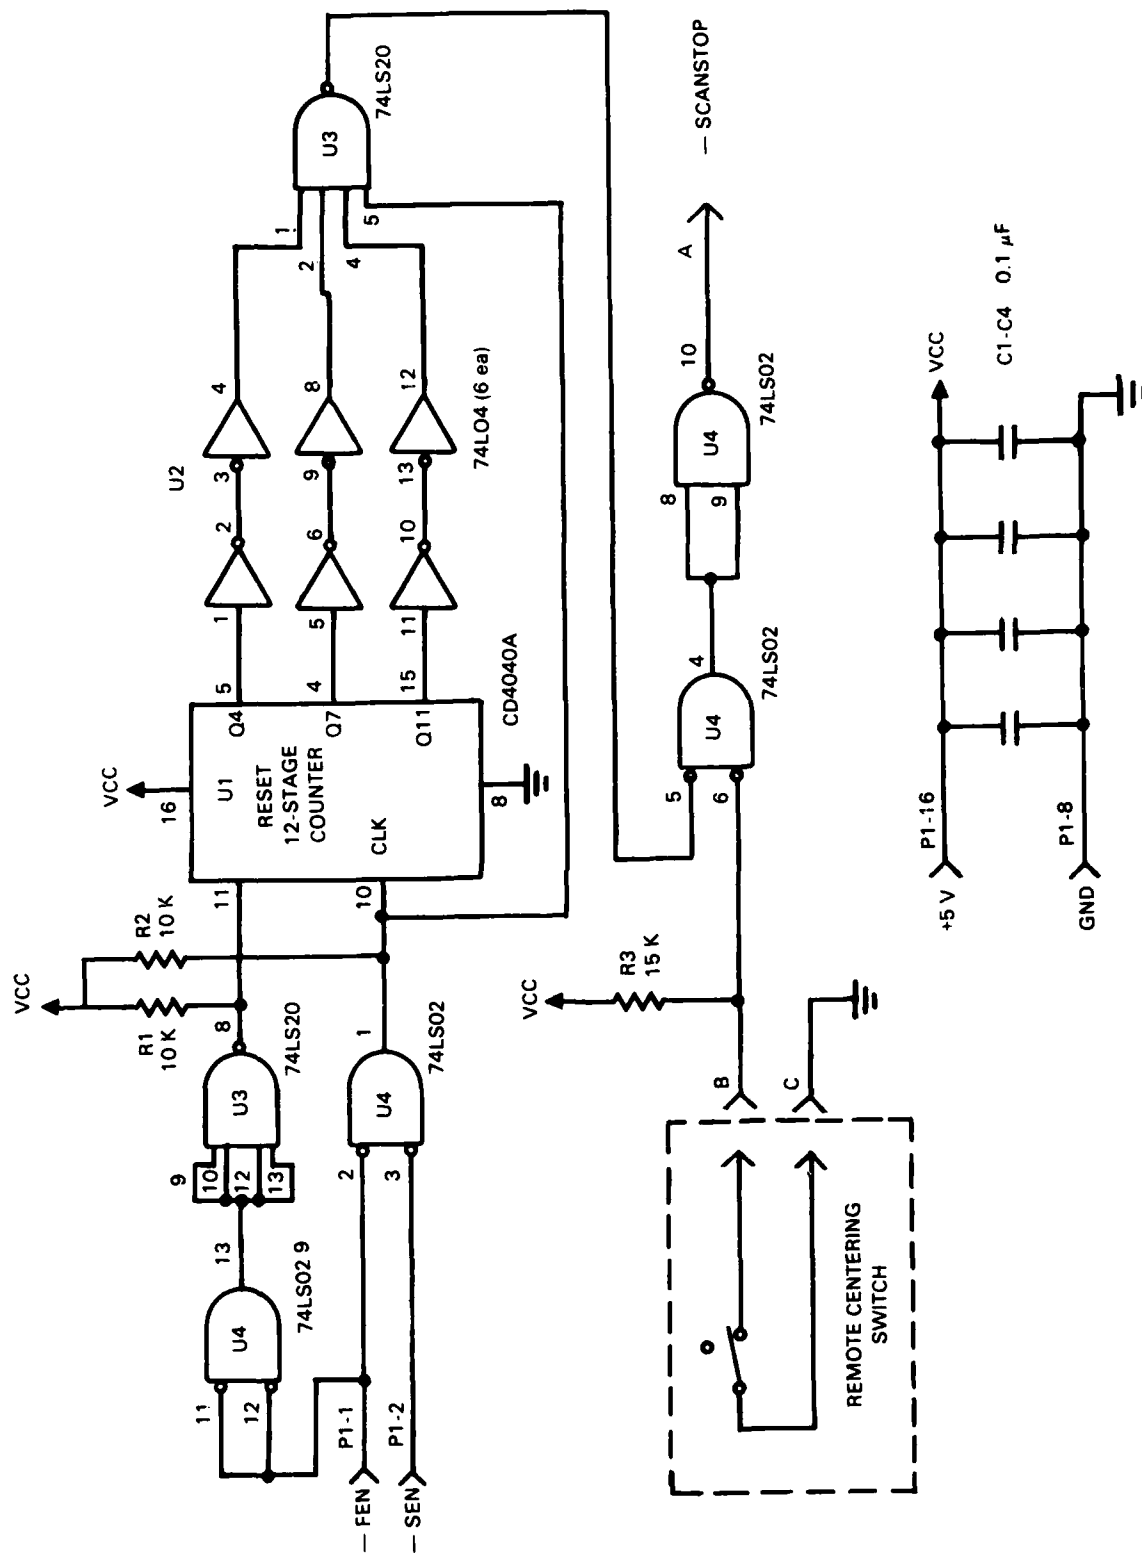 VCC
R1
10 K
R2
10 K
VCC
16
U1
RESET
12-STAGE
COUNTER
CLK
11
10
Q4
Q7
Q11
5
4
15
8
CD4040A
U2
1
2
3
4
5
6
9
8
11
10
13
12
74L04 (6 ea)
1
2
4
5
U3
74LS20
11
12
U4
13
74LS02 9
9
10
12
13
U3
8
74LS20
— FEN
P1-1
— SEN
P1-2
2
3
U4
1
74LS02
VCC
R3
15 K
B
C
REMOTE CENTERING
SWITCH
5
6
U4
4
74LS02
8
9
U4
10
74LS02
A
— SCANSTOP
+5 V
P1-16
VCC
C1-C4 0.1 µF
GND
P1-8